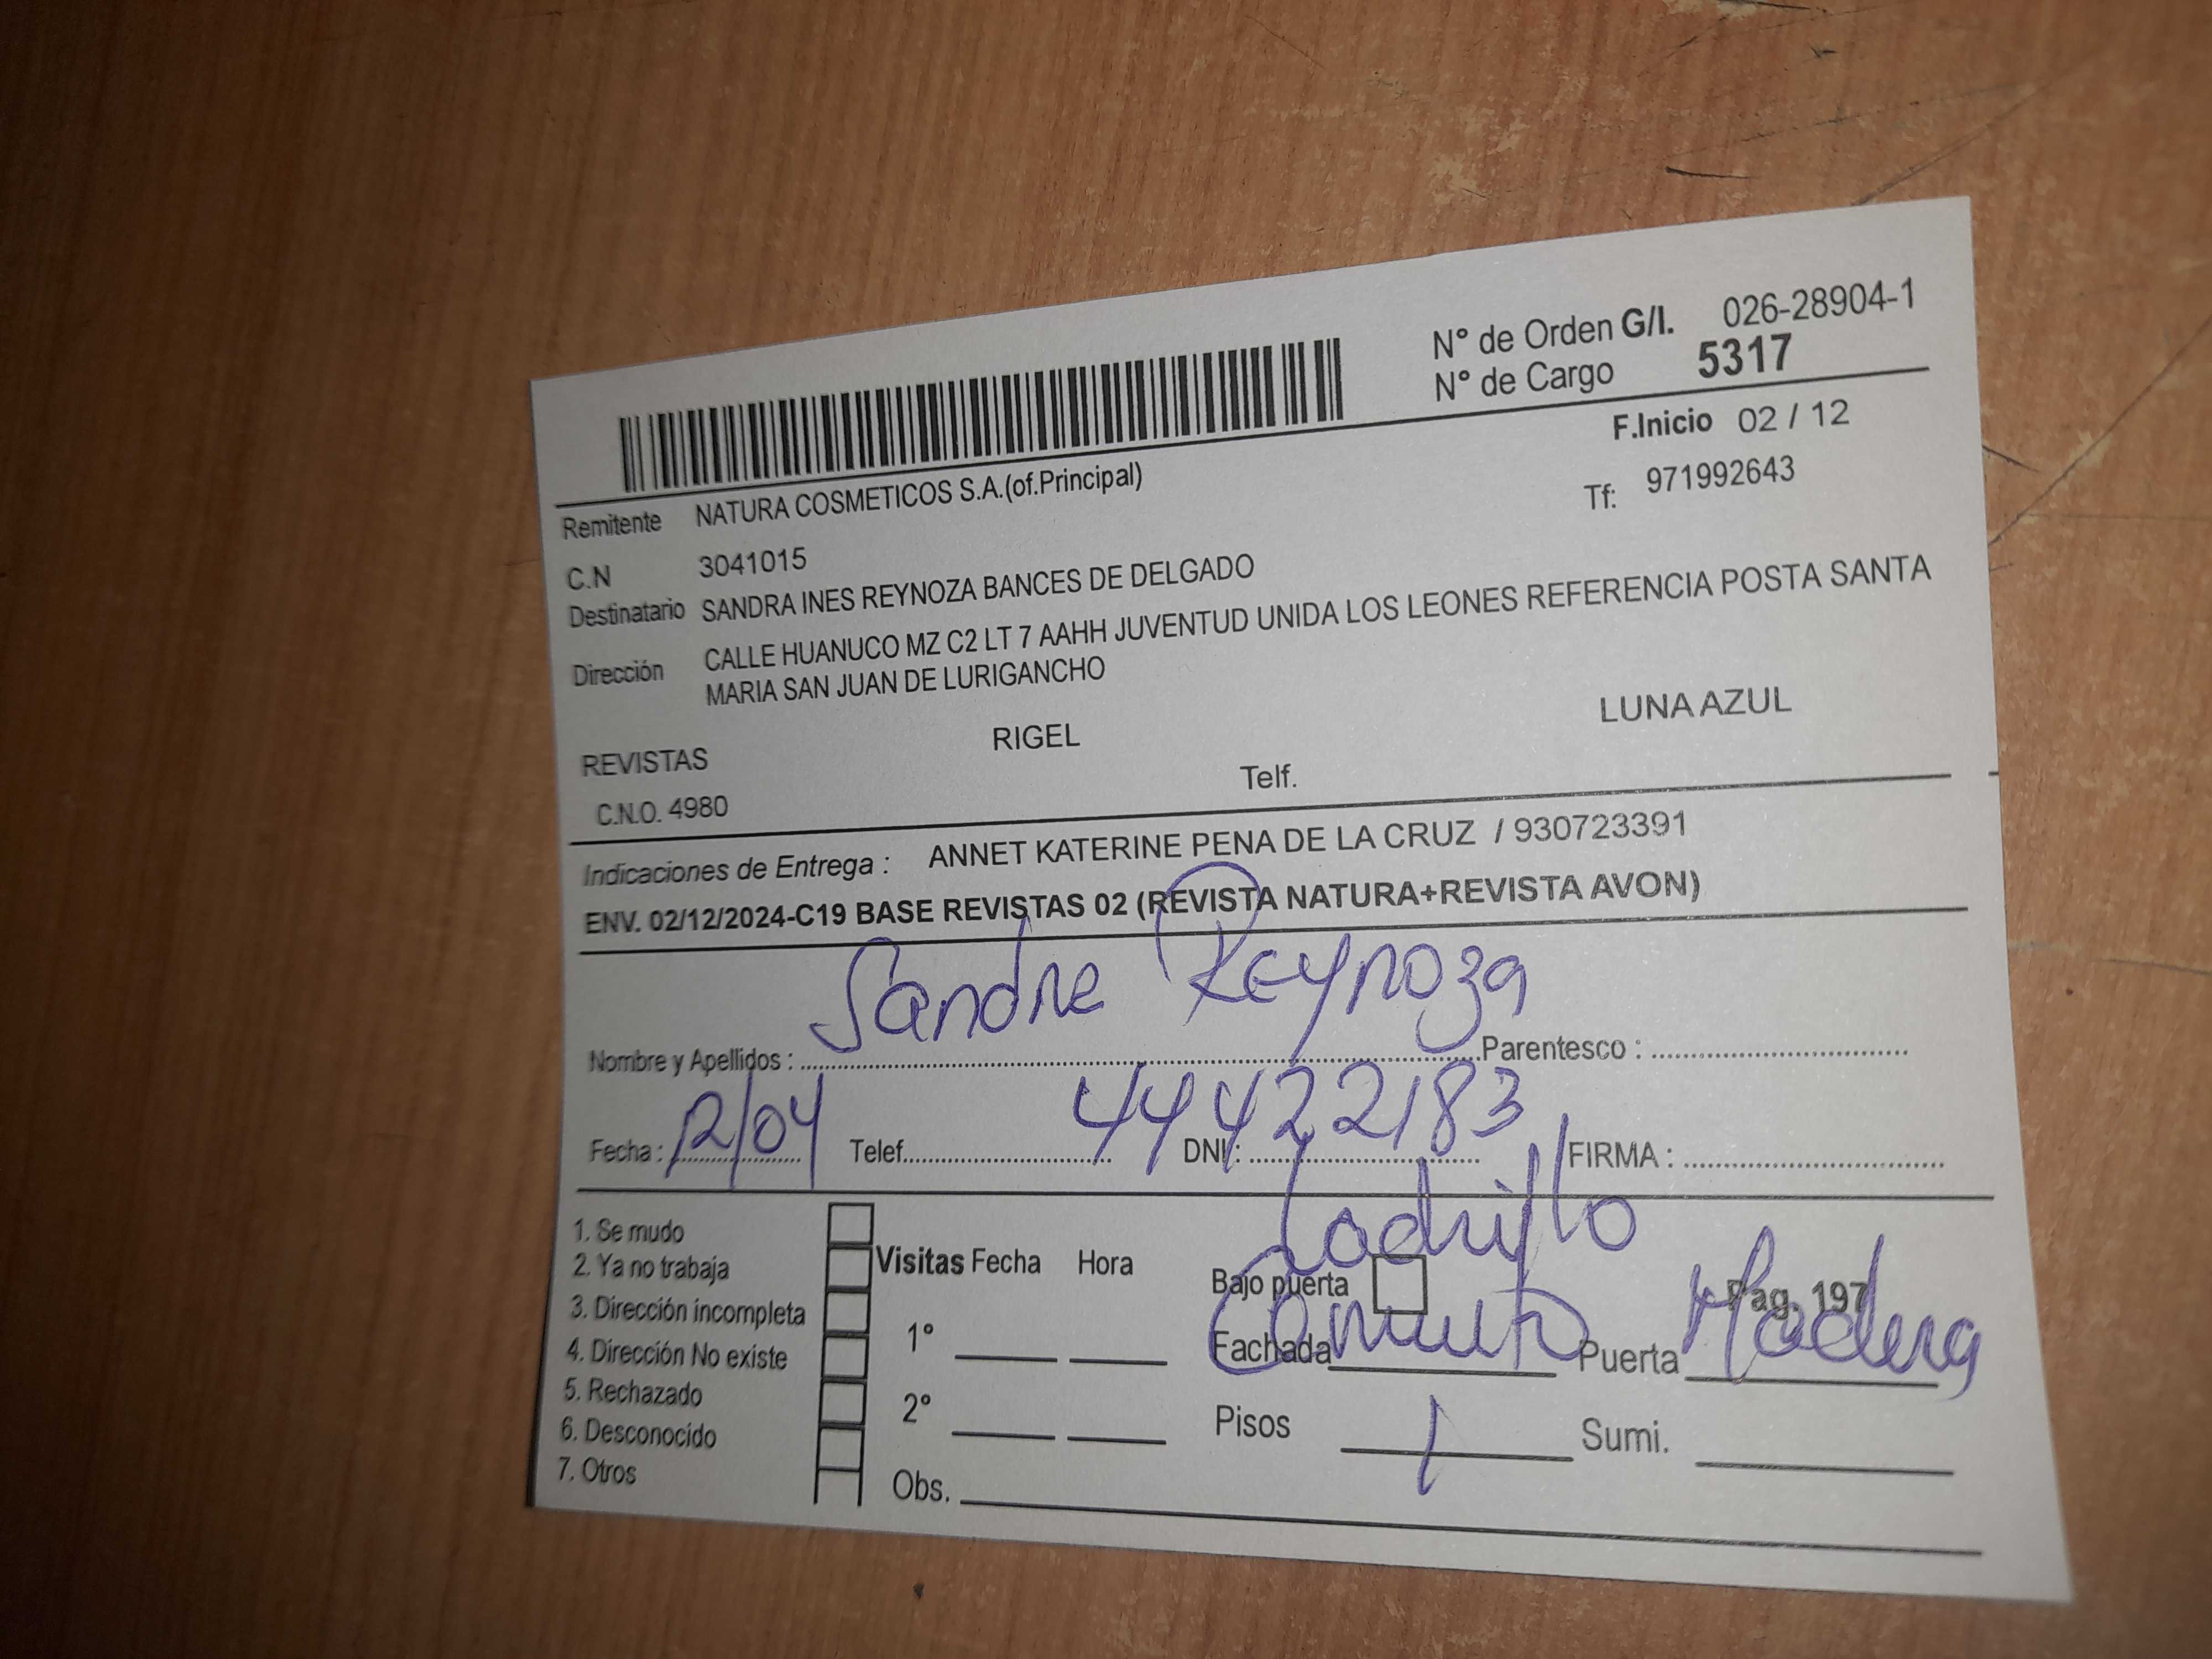 N° de Orden G/I. 026-28904-1
N° de Cargo 5317
F.Inicio 02 / 12
Remitente NATURA COSMETICOS S.A.(of.Principal) Tf: 971992643
C.N 3041015
Destinatario SANDRA INES REYNOZA BANCES DE DELGADO
Dirección CALLE HUANUCO MZ C2 LT 7 AAHH JUVENTUD UNIDA LOS LEONES REFERENCIA POSTA SANTA
MARIA SAN JUAN DE LURIGANCHO
REVISTAS RIGEL LUNA AZUL
C.N.O. 4980 Telf.
Indicaciones de Entrega : ANNET KATERINE PENA DE LA CRUZ / 930723391
ENV. 02/12/2024-C19 BASE REVISTAS 02 (REVISTA NATURA+REVISTA AVON)
Sandra Reynoza
Nombre y Apellidos : Parentesco :
Fecha : 12/04 Telef. DNI : 44422183 FIRMA :
Ladrillo
1. Se mudo
2. Ya no trabaja Visitas Fecha Hora Bajo puerta Pag. 197
3. Dirección incompleta
4. Dirección No existe 1° Fachada Cemento Puerta Madera
5. Rechazado
6. Desconocido 2° Pisos 1 Sumi.
7. Otros Obs.